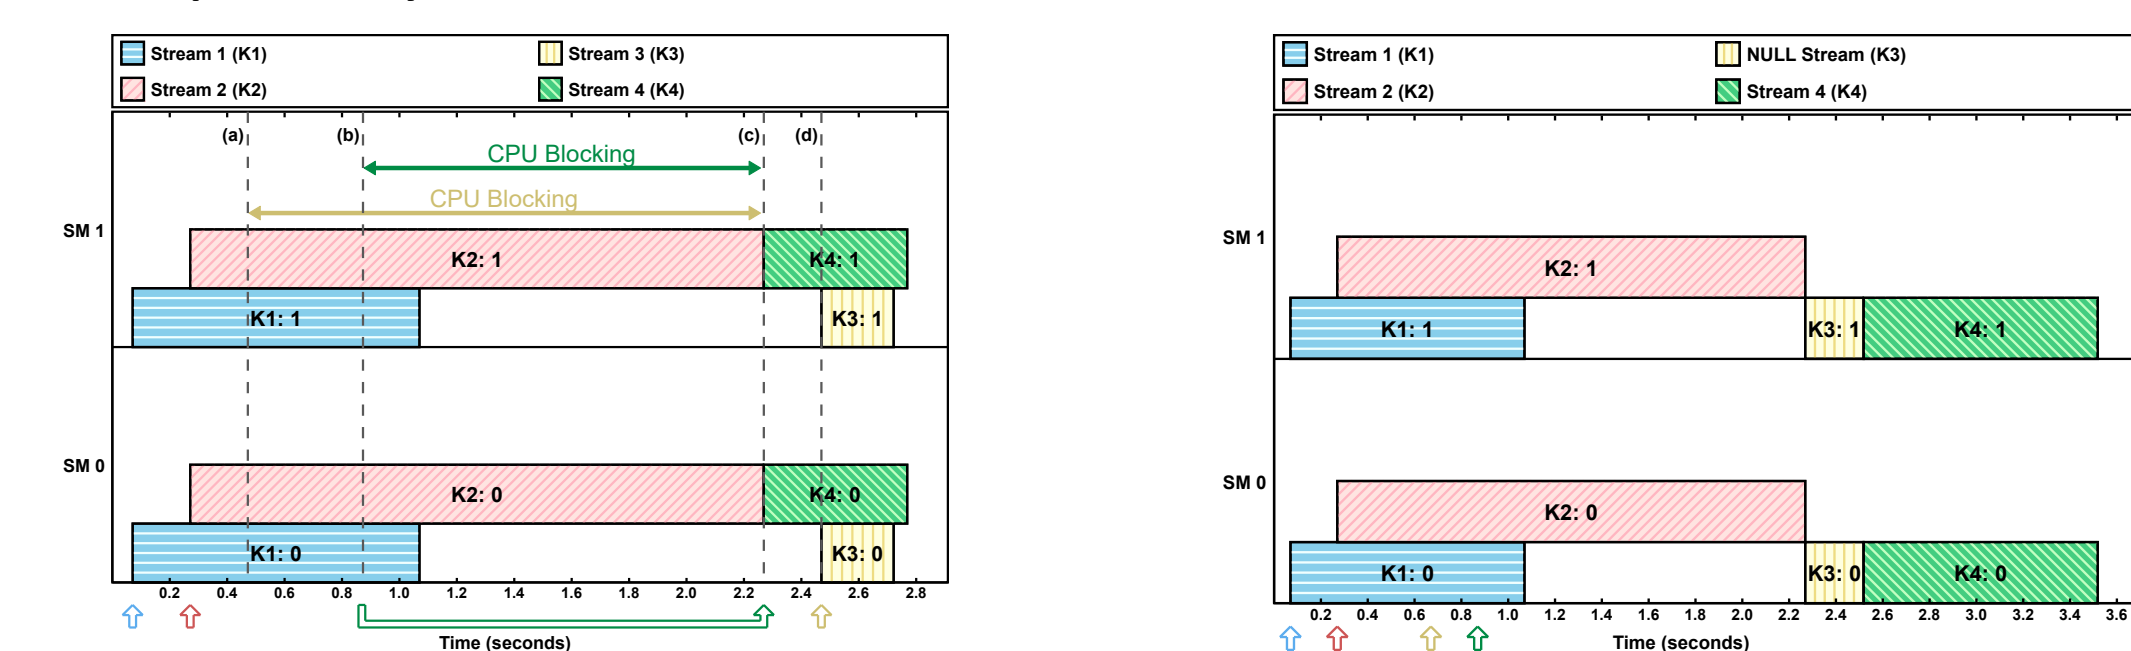 Stream 1 (K1)
Stream 3 (K3)
Stream 2 (K2)
Stream 4 (K4)
(a)
(b)
(c)
(d)
CPU Blocking
CPU Blocking
SM 1
K2: 1
K4: 1
K1: 1
K3: 1
SM 0
K2: 0
K4: 0
K1: 0
K3: 0
0.2 0.4 0.6 0.8 1.0 1.2 1.4 1.6 1.8 2.0 2.2 2.4 2.6 2.8
Time (seconds)
Stream 1 (K1)
NULL Stream (K3)
Stream 2 (K2)
Stream 4 (K4)
SM 1
K2: 1
K1: 1
K3: 1
K4: 1
SM 0
K2: 0
K1: 0
K3: 0
K4: 0
0.2 0.4 0.6 0.8 1.0 1.2 1.4 1.6 1.8 2.0 2.2 2.4 2.6 2.8 3.0 3.2 3.4 3.6
Time (seconds)